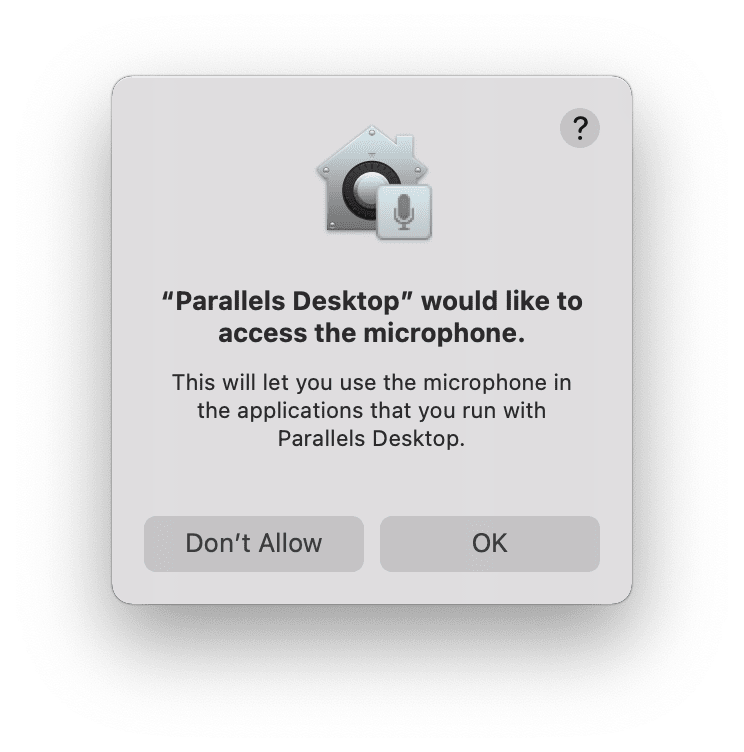 ?
“Parallels Desktop” would like to
access the microphone.
This will let you use the microphone in
the applications that you run with
Parallels Desktop.
Don’t Allow
OK